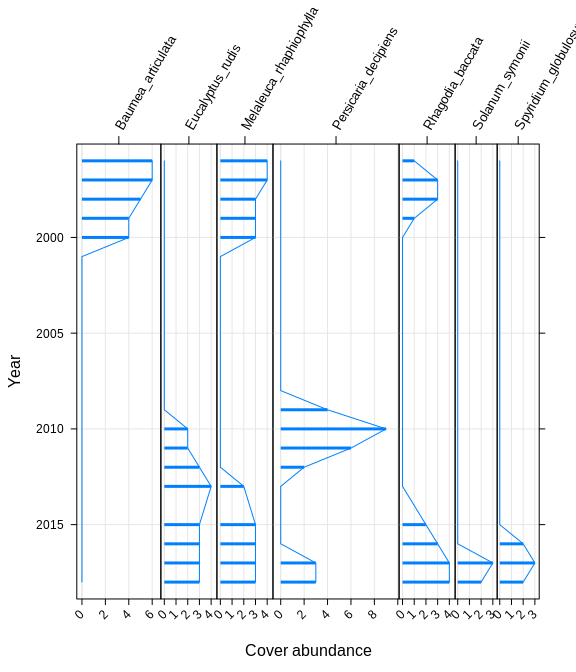 Baumea_articulata
Eucalyptus_rudis
Melaleuca_rhaphiophylla
Persicaria_decipiens
Rhagodia_baccata
Solanum_symonii
Spyridium_globulosu
2000
2005
2010
2015
Year
0 2 4 6 0 1 2 3 4 0 1 2 3 4 0 2 4 6 8 0 1 2 3 4 0 1 2 3 0 1 2 3
Cover abundance